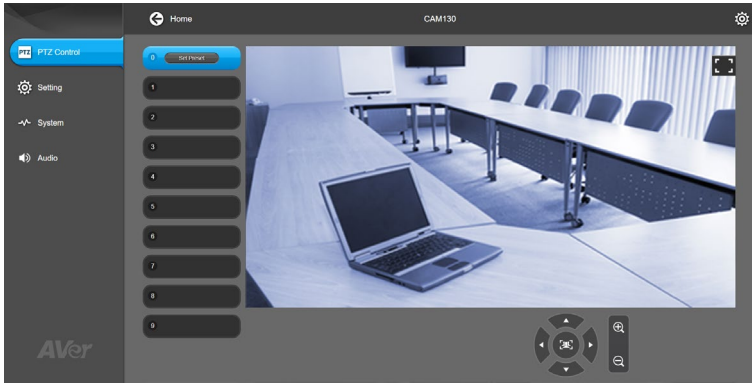 Home
CAM130
PTZ PTZ Control
Setting
System
Audio
0 Set Preset
1
2
3
4
5
6
7
8
9
AVer